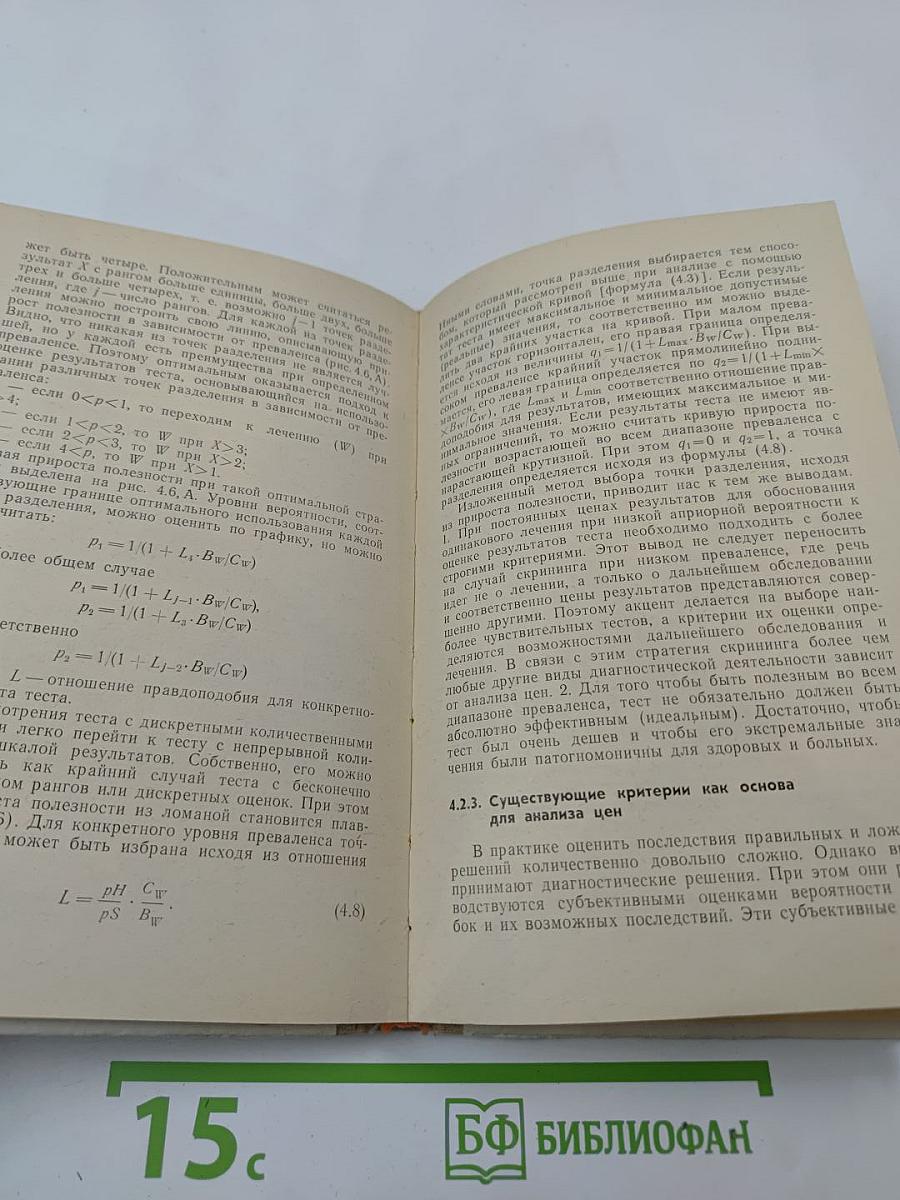 жет быть четыре. Положительным может считаться ре-
зультат X с рангом больше единицы, больше двух, больше
трех и больше четырех, т. е. возможно j—1 точек разде-
ления, где j — число рангов. Для каждой из точек разде-
ления можно построить свою линию, описывающую при-
рост полезности в зависимости от преваленса (рис. 4.6, А).
Видно, что никакая из точек разделения не является луч-
шей, но у каждой есть преимущества при определенном
преваленсе. Поэтому оптимальным оказывается подход к
оценке результатов теста, основывающийся на использо-
вании различных точек разделения в зависимости от пре-
валенса:
— если 0<p<1, то переходим к лечению (W) при
>4;
— если 1<p<2, то W при X>3;
— если 2<p<3, то W при X>2;
— если 4<p, то W при X>1.
вая прироста полезности при такой оптимальной стра-
выделена на рис. 4.6, А. Уровни вероятности, соот-
вующие границе оптимального использования каждой
разделения, можно оценить по графику, но можно
считать:
p₁ = 1/(1 + L₄·B_W/C_W)
более общем случае
p₁ = 1/(1 + L_{j−1}·B_W/C_W),
p₂ = 1/(1 + L₃·B_W/C_W)
ветственно
p₂ = 1/(1 + L_{j−2}·B_W/C_W)
L — отношение правдоподобия для конкретно-
та теста.
отрения теста с дискретными количественными
и легко перейти к тесту с непрерывной коли-
шкалой результатов. Собственно, его можно
ь как крайний случай теста с бесконечно
ом рангов или дискретных оценок. При этом
ста полезности из ломаной становится плав-
Б). Для конкретного уровня преваленса точ-
может быть избрана исходя из отношения
L = pH/pS · C_W/B_W. (4.8)
Иными словами, точка разделения выбирается тем спосо-
бом, который рассмотрен выше при анализе с помощью
характеристической кривой [формула (4.3)]. Если резуль-
тат теста имеет максимальное и минимальное допустимые
(реальные) значения, то соответственно им можно выде-
лить два крайних участка на кривой. При малом прева-
ленсе участок горизонтален, его правая граница определя-
ется исходя из величины q₁=1/(1+L_max·B_W/C_W). При вы-
соком преваленсе крайний участок прямолинейно подни-
мается, его левая граница определяется по q₂=1/(1+L_min×
×B_W/C_W), где L_max и L_min соответственно отношение прав-
доподобия для результатов, имеющих максимальное и ми-
нимальное значения. Если результаты теста не имеют яв-
ных ограничений, то можно считать кривую прироста по-
лезности возрастающей во всем диапазоне преваленса с
нарастающей крутизной. При этом q₁=0 и q₂=1, а точка
разделения определяется исходя из формулы (4.8).
Изложенный метод выбора точки разделения, исходя
из прироста полезности, приводит нас к тем же выводам.
1. При постоянных ценах результатов для обоснования
одинакового лечения при низкой априорной вероятности к
оценке результатов теста необходимо подходить с более
строгими критериями. Этот вывод не следует переносить
на случай скрининга при низком преваленсе, где речь
идет не о лечении, а только о дальнейшем обследовании
и соответственно цены результатов представляются совер-
шенно другими. Поэтому акцент делается на выборе наи-
более чувствительных тестов, а критерии их оценки опре-
деляются возможностями дальнейшего обследования и
лечения. В связи с этим стратегия скрининга более чем
любые другие виды диагностической деятельности зависит
от анализа цен. 2. Для того чтобы быть полезным во всем
диапазоне преваленса, тест не обязательно должен быть
абсолютно эффективным (идеальным). Достаточно, чтобы
тест был очень дешев и чтобы его экстремальные зна
чения были патогномоничны для здоровых и больных.
4.2.3. Существующие критерии как основа
для анализа цен
В практике оценить последствия правильных и лож
решений количественно довольно сложно. Однако в
принимают диагностические решения. При этом они р
водствуются субъективными оценками вероятности
бок и их возможных последствий. Эти субъективные
15 с
БФ БИБЛИОФАН